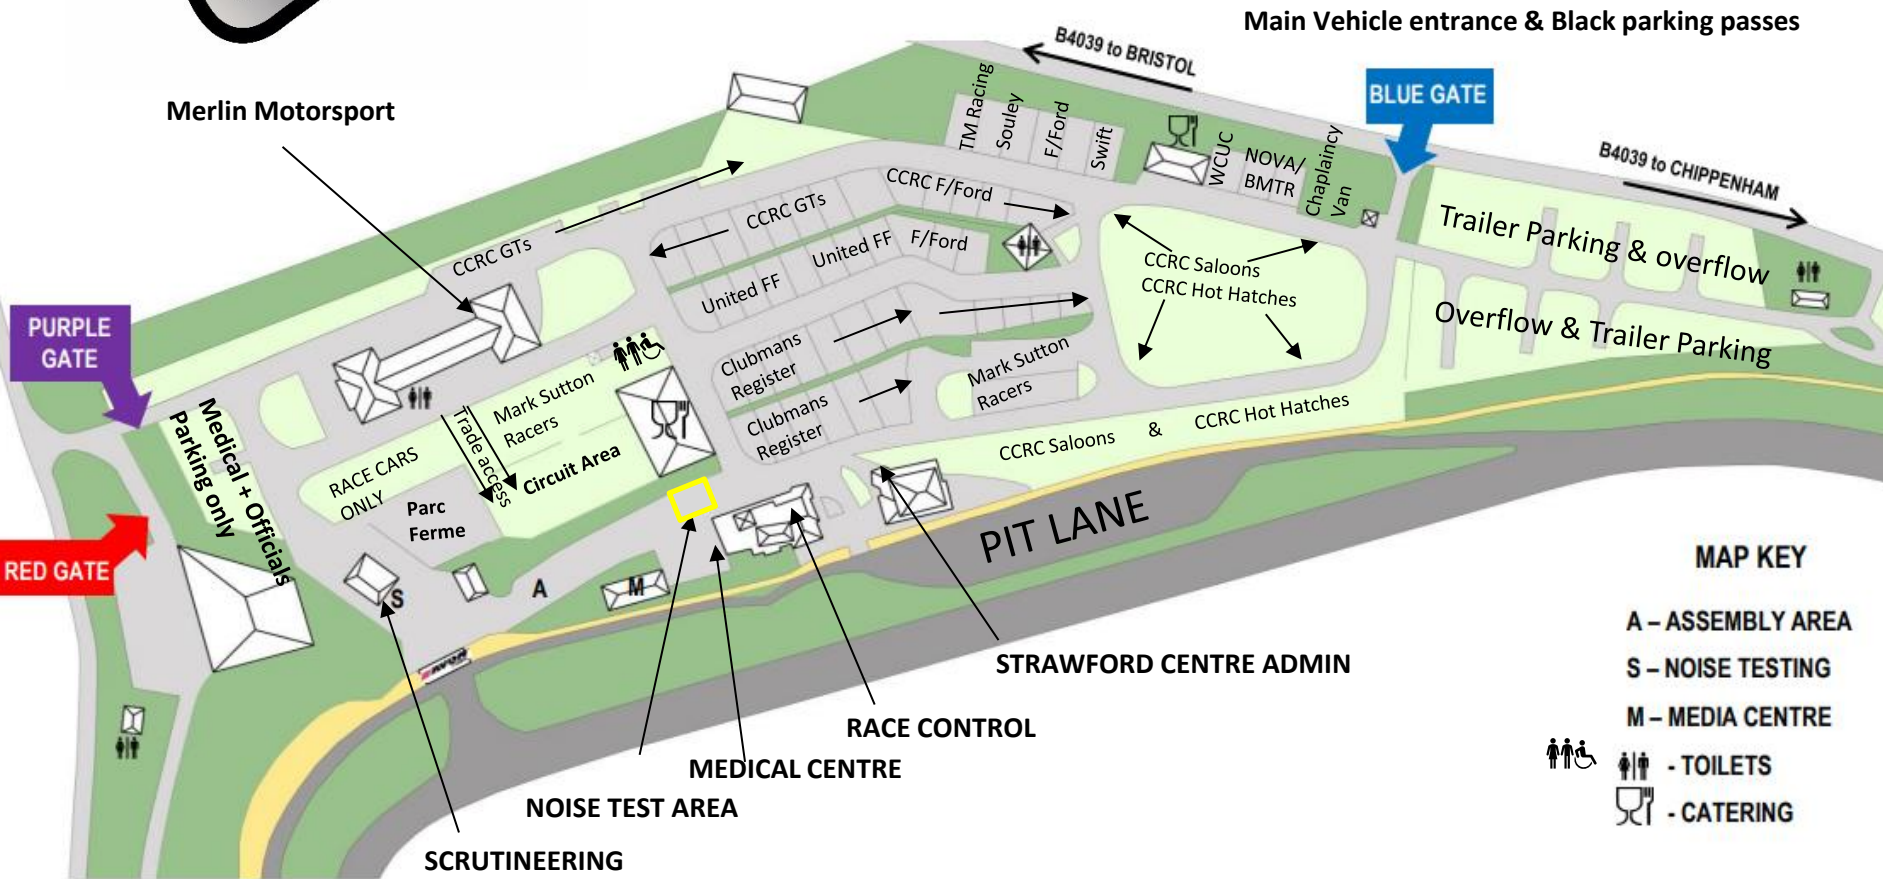 Main Vehicle entrance & Black parking passes
B4039 to BRISTOL
BLUE GATE
B4039 to CHIPPENHAM
Merlin Motorsport
TM Racing
Souley
F/Ford
Swift
WCUC
NOVA/
BMTR
Chaplaincy
Van
CCRC GTs
CCRC GTs
CCRC F/Ford
United FF
United FF
F/Ford
CCRC Saloons
CCRC Hot Hatches
Trailer Parking & overflow
Overflow & Trailer Parking
PURPLE
GATE
Medical + Officials
Parking only
RED GATE
Clubmans
Register
Clubmans
Register
Mark Sutton
Racers
Mark Sutton
Racers
Trade access
Circuit Area
RACE CARS
ONLY
Parc
Ferme
CCRC Saloons & CCRC Hot Hatches
PIT LANE
S
A
M
AVON
STRAWFORD CENTRE ADMIN
RACE CONTROL
MEDICAL CENTRE
NOISE TEST AREA
SCRUTINEERING
MAP KEY
A – ASSEMBLY AREA
S – NOISE TESTING
M – MEDIA CENTRE
- TOILETS
- CATERING